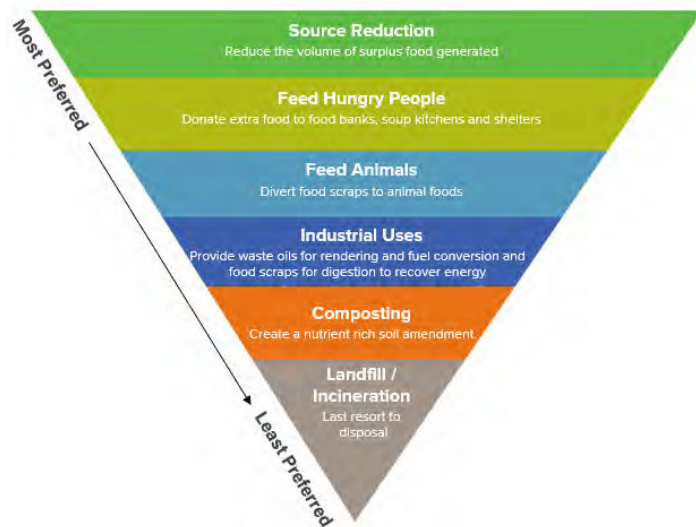 Most Preferred
Source Reduction
Reduce the volume of surplus food generated
Feed Hungry People
Donate extra food to food banks, soup kitchens and shelters
Feed Animals
Divert food scraps to animal foods
Industrial Uses
Provide waste oils for rendering and fuel conversion and
food scraps for digestion to recover energy
Composting
Create a nutrient rich soil amendment
Landfill /
Incineration
Last resort to
disposal
Least Preferred